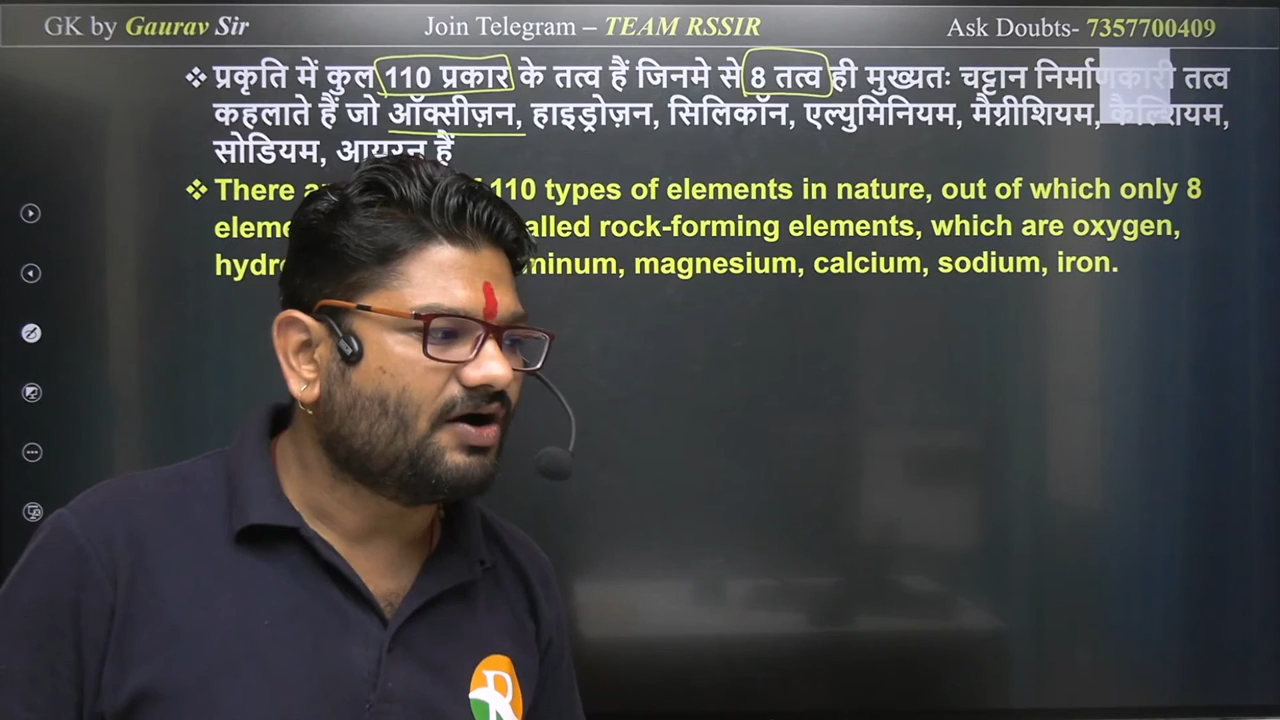 GK by Gaurav Sir Join Telegram – TEAM RSSIR Ask Doubts- 7357700409
❖ प्रकृति में कुल 110 प्रकार के तत्व हैं जिनमे से 8 तत्व ही मुख्यतः चट्टान निर्माणकारी तत्व
कहलाते हैं जो ऑक्सीज़न, हाइड्रोज़न, सिलिकॉन, एल्युमिनियम, मैग्नीशियम, कैल्शियम,
सोडियम, आयरन हैं
❖ There 110 types of elements in nature, out of which only 8
rock-forming elements, which are oxygen,
magnesium, calcium, sodium, iron.